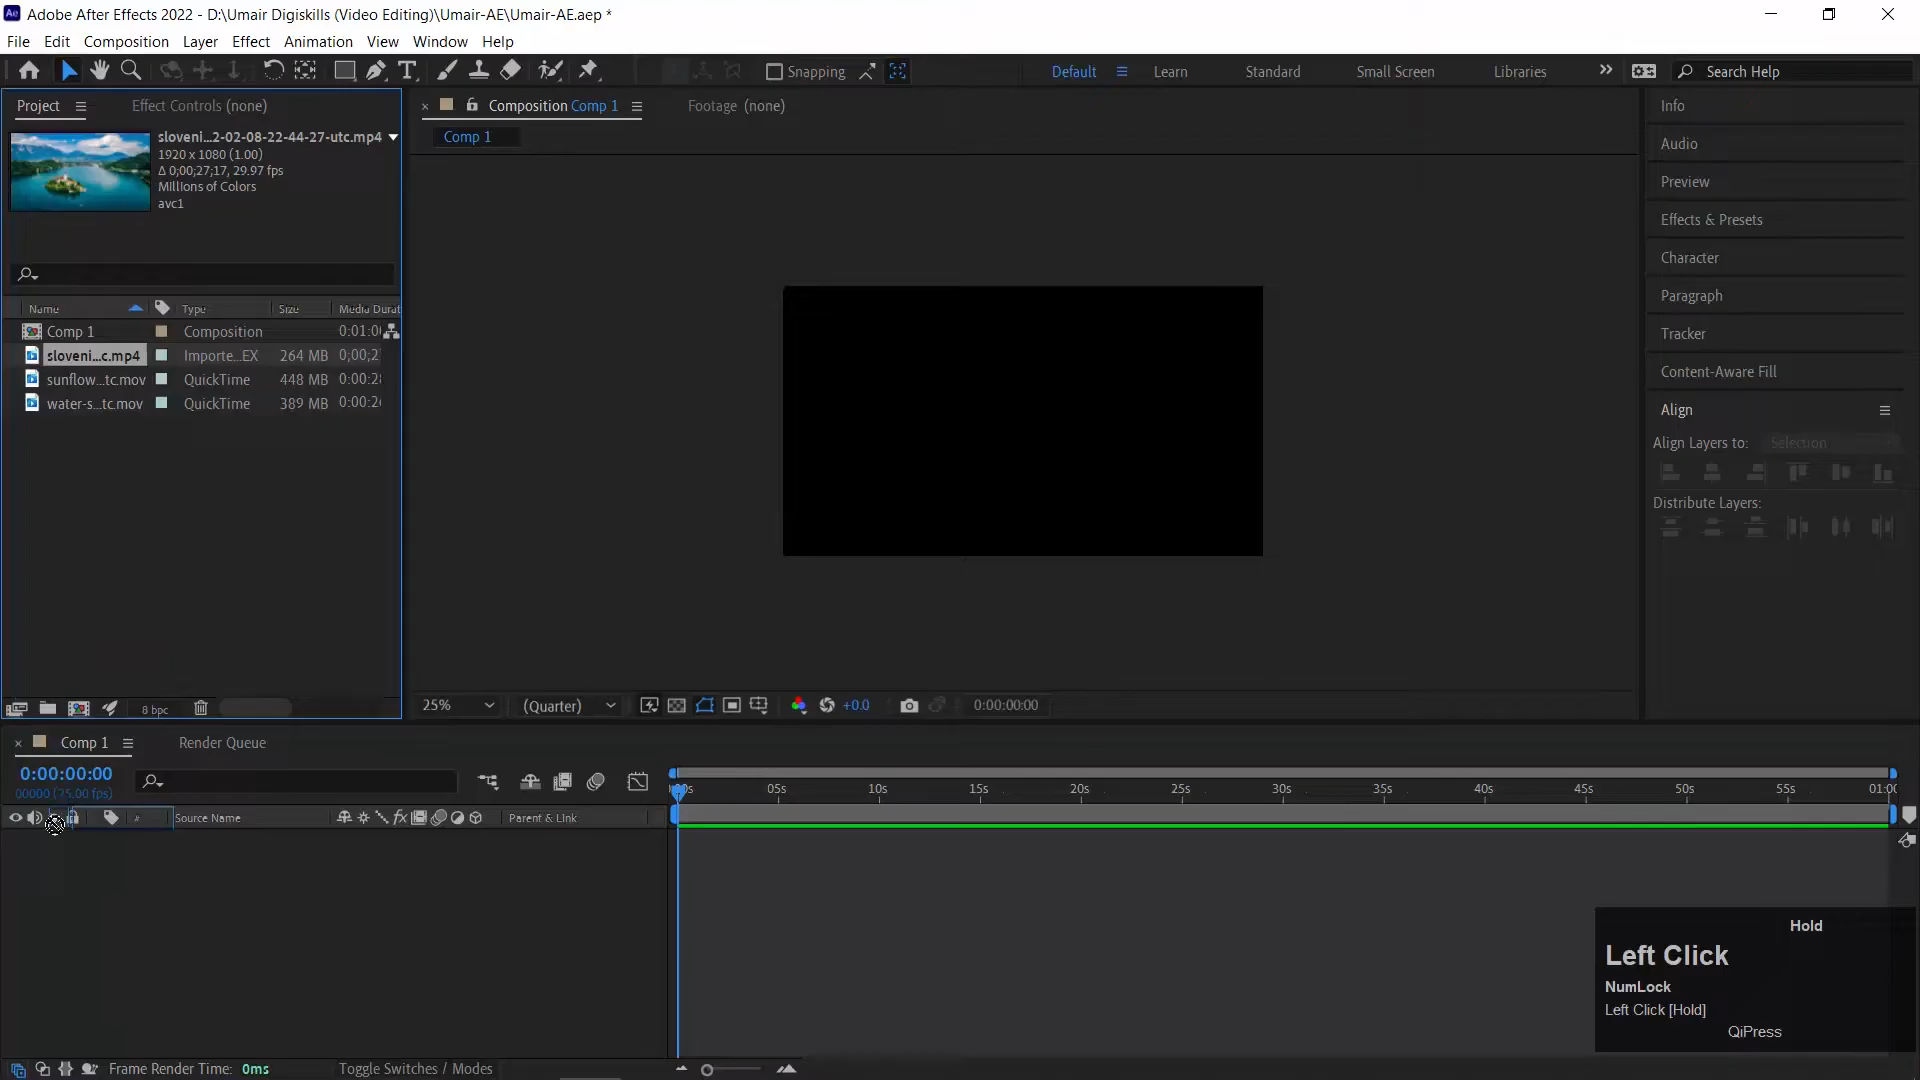 Adobe After Effects 2022 - D:\Umair Digiskills (Video Editing)\Umair-AE\Umair-AE.aep *
File Edit Composition Layer Effect Animation View Window Help
Snapping Default Learn Standard Small Screen Libraries Search Help
Project Effect Controls (none)
Composition Comp 1 Footage (none)
Comp 1
sloveni...2-02-08-22-44-27-utc.mp4
1920 x 1080 (1.00)
Δ 0;00;27;17, 29.97 fps
Millions of Colors
avc1
Name Type Size Media Durat
Comp 1 Composition 0:01:0
sloveni...c.mp4 Importe...EX 264 MB 0;00;2
sunflow...tc.mov QuickTime 448 MB 0:00:28
water-s...tc.mov QuickTime 389 MB 0:00:26
8 bpc
25% (Quarter) +0.0 0:00:00:00
Info
Audio
Preview
Effects & Presets
Character
Paragraph
Tracker
Content-Aware Fill
Align
Align Layers to: Selection
Distribute Layers:
Comp 1 Render Queue
0:00:00:00
00000 (25.00 fps)
05s 10s 15s 20s 25s 30s 35s 40s 45s 50s 55s 01:00
# Source Name Parent & Link
Hold
Left Click
NumLock
Left Click [Hold]
QiPress
Frame Render Time: 0ms Toggle Switches / Modes